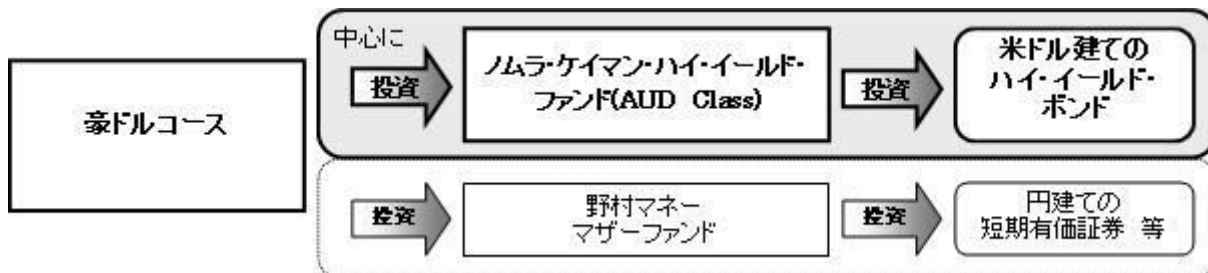 豪ドルコース
中心に
投資
ノムラ・ケイマン・ハイ・イールド・
ファンド(AUD Class)
投資
米ドル建ての
ハイ・イールド・
ボンド
投資
野村マネー
マザーファンド
投資
円建ての
短期有価証券 等